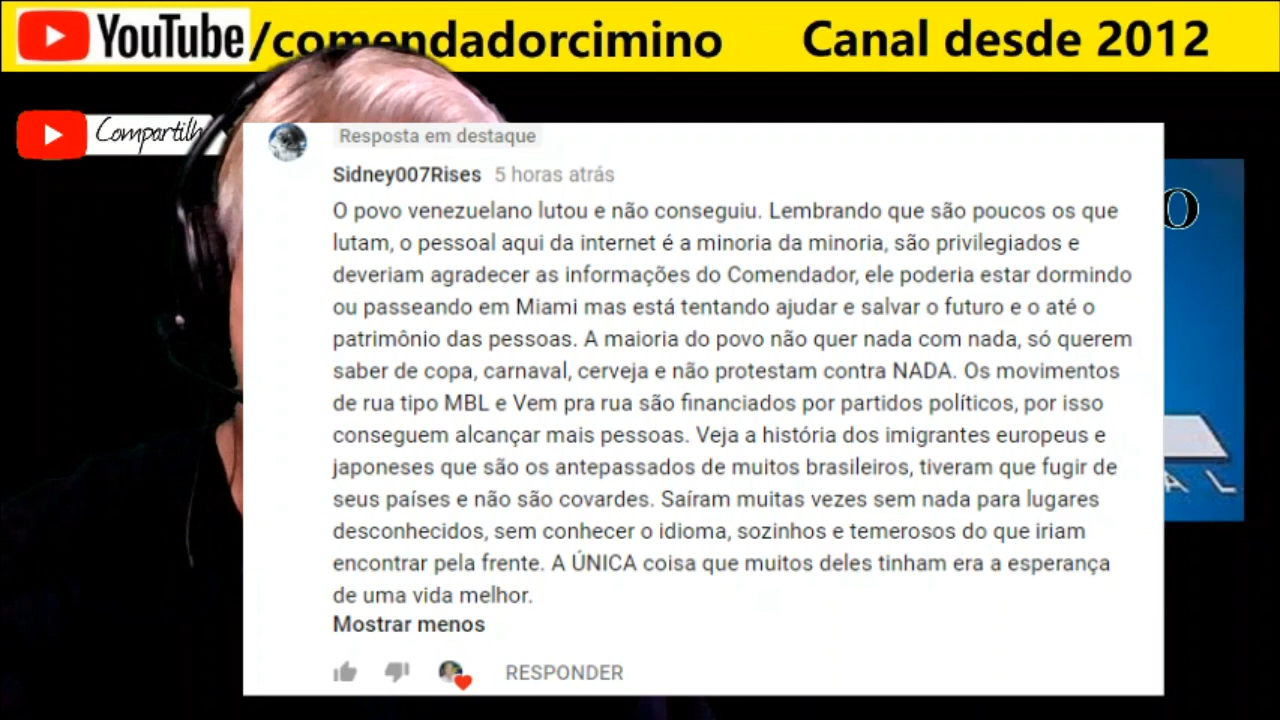 YouTube/comendadorcimino Canal desde 2012
Compartilh
Resposta em destaque
Sidney007Rises 5 horas atrás
O povo venezuelano lutou e não conseguiu. Lembrando que são poucos os que
lutam, o pessoal aqui da internet é a minoria da minoria, são privilegiados e
deveriam agradecer as informações do Comendador, ele poderia estar dormindo
ou passeando em Miami mas está tentando ajudar e salvar o futuro e o até o
patrimônio das pessoas. A maioria do povo não quer nada com nada, só querem
saber de copa, carnaval, cerveja e não protestam contra NADA. Os movimentos
de rua tipo MBL e Vem pra rua são financiados por partidos políticos, por isso
conseguem alcançar mais pessoas. Veja a história dos imigrantes europeus e
japoneses que são os antepassados de muitos brasileiros, tiveram que fugir de
seus países e não são covardes. Saíram muitas vezes sem nada para lugares
desconhecidos, sem conhecer o idioma, sozinhos e temerosos do que iriam
encontrar pela frente. A ÚNICA coisa que muitos deles tinham era a esperança
de uma vida melhor.
Mostrar menos
RESPONDER
O
AL